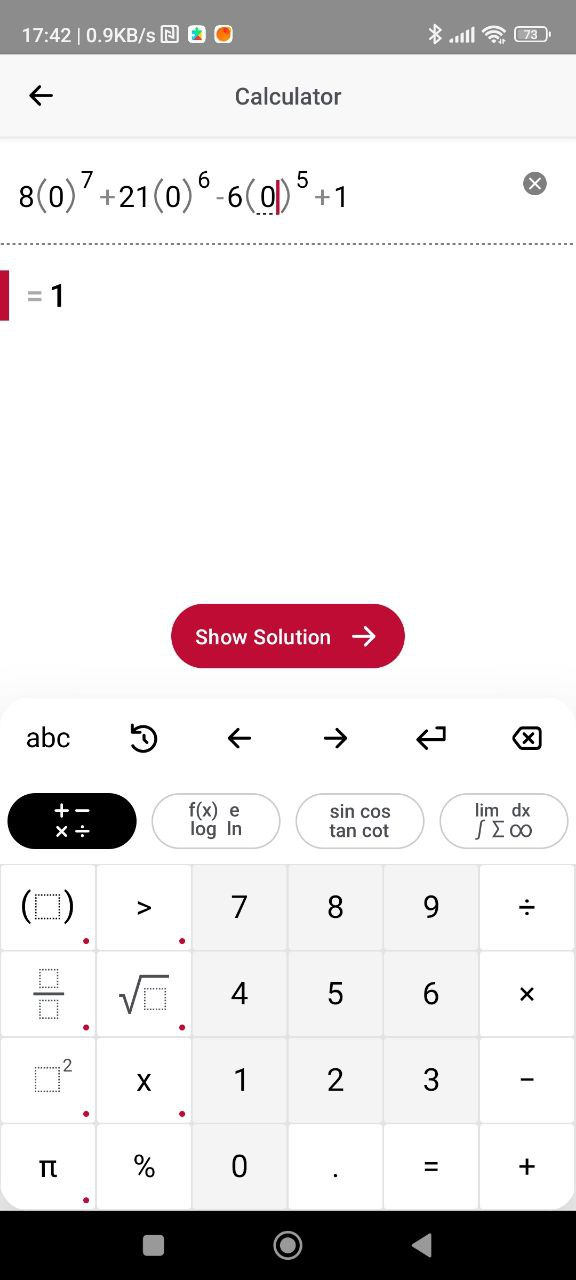 17:42 | 0.9KB/s 73
Calculator
8(0)⁷+21(0)⁶-6(0)⁵+1
= 1
Show Solution →
abc ← →
+ − × ÷
f(x) e log ln
sin cos tan cot
lim dx ∫ Σ ∞
(□) > 7 8 9 ÷
□/□ √□ 4 5 6 ×
□² x 1 2 3 −
π % 0 . = +